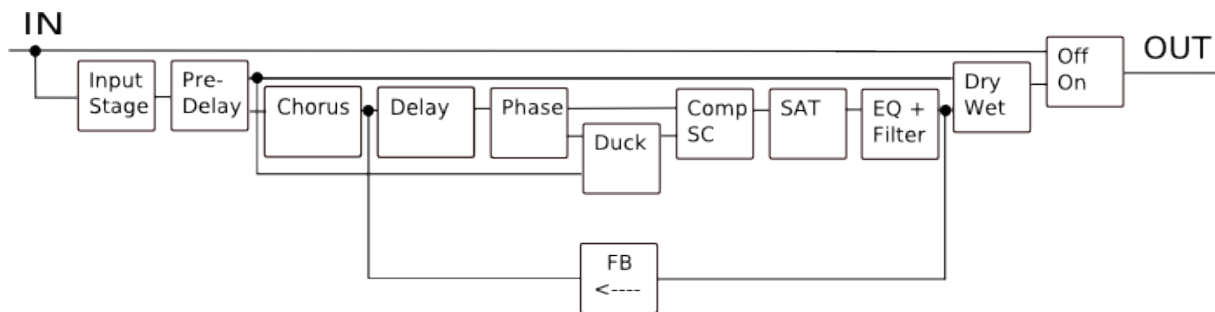 IN
OUT
Input
Stage
Pre-
Delay
Chorus
Delay
Phase
Duck
Comp
SC
SAT
EQ +
Filter
Dry
Wet
Off
On
FB
<----